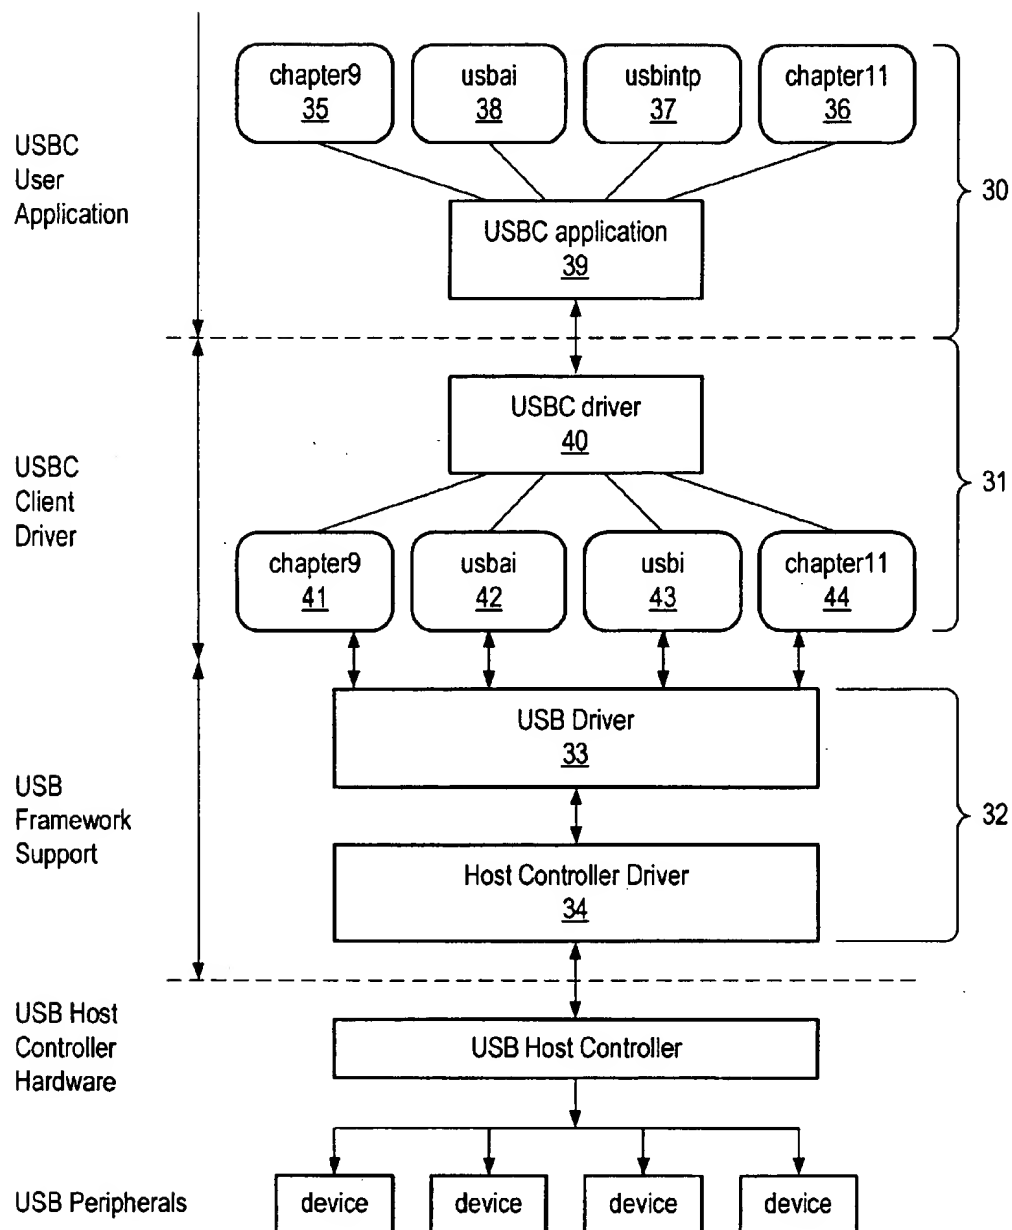 chapter9
35
usbai
38
usbintp
37
chapter11
36
USBC
User
Application
30
USBC application
39
USBC driver
40
USBC
Client
Driver
31
chapter9
41
usbai
42
usbi
43
chapter11
44
USB Driver
33
USB
Framework
Support
32
Host Controller Driver
34
USB Host
Controller
Hardware
USB Host Controller
USB Peripherals
device
device
device
device